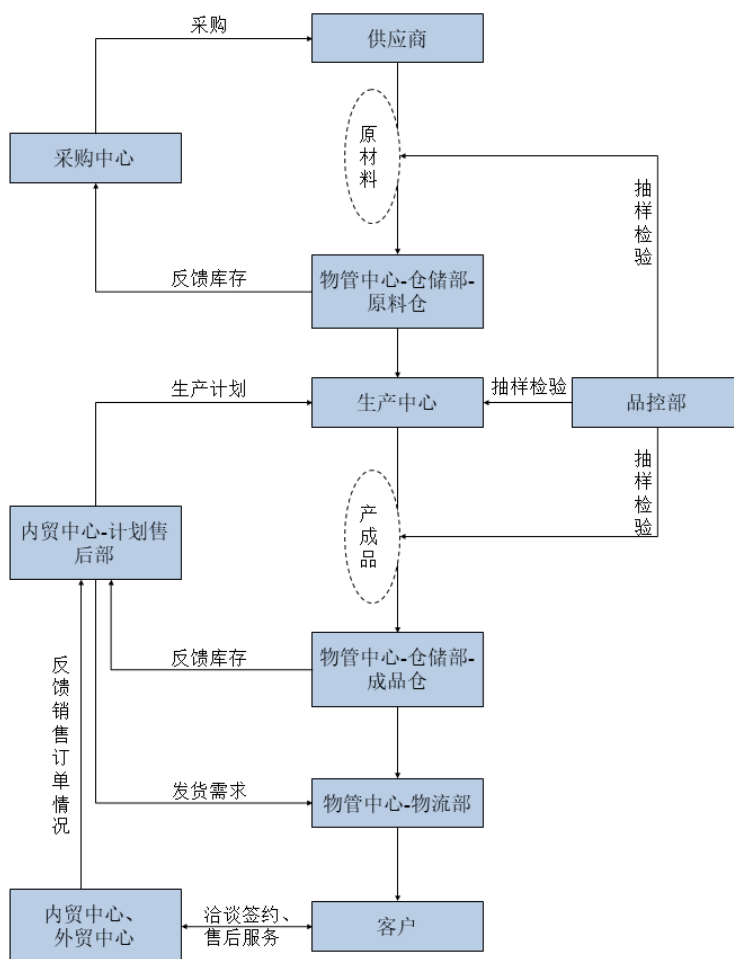 采购
供应商
原
材
料
采购中心
抽
样
检
验
反馈库存
物管中心-仓储部-
原料仓
生产计划
生产中心
抽样检验
品控部
抽
样
检
验
产
成
品
内贸中心-计划售
后部
反馈库存
物管中心-仓储部-
成品仓
反
馈
销
售
订
单
情
况
发货需求
物管中心-物流部
内贸中心、
外贸中心
洽谈签约、
售后服务
客户